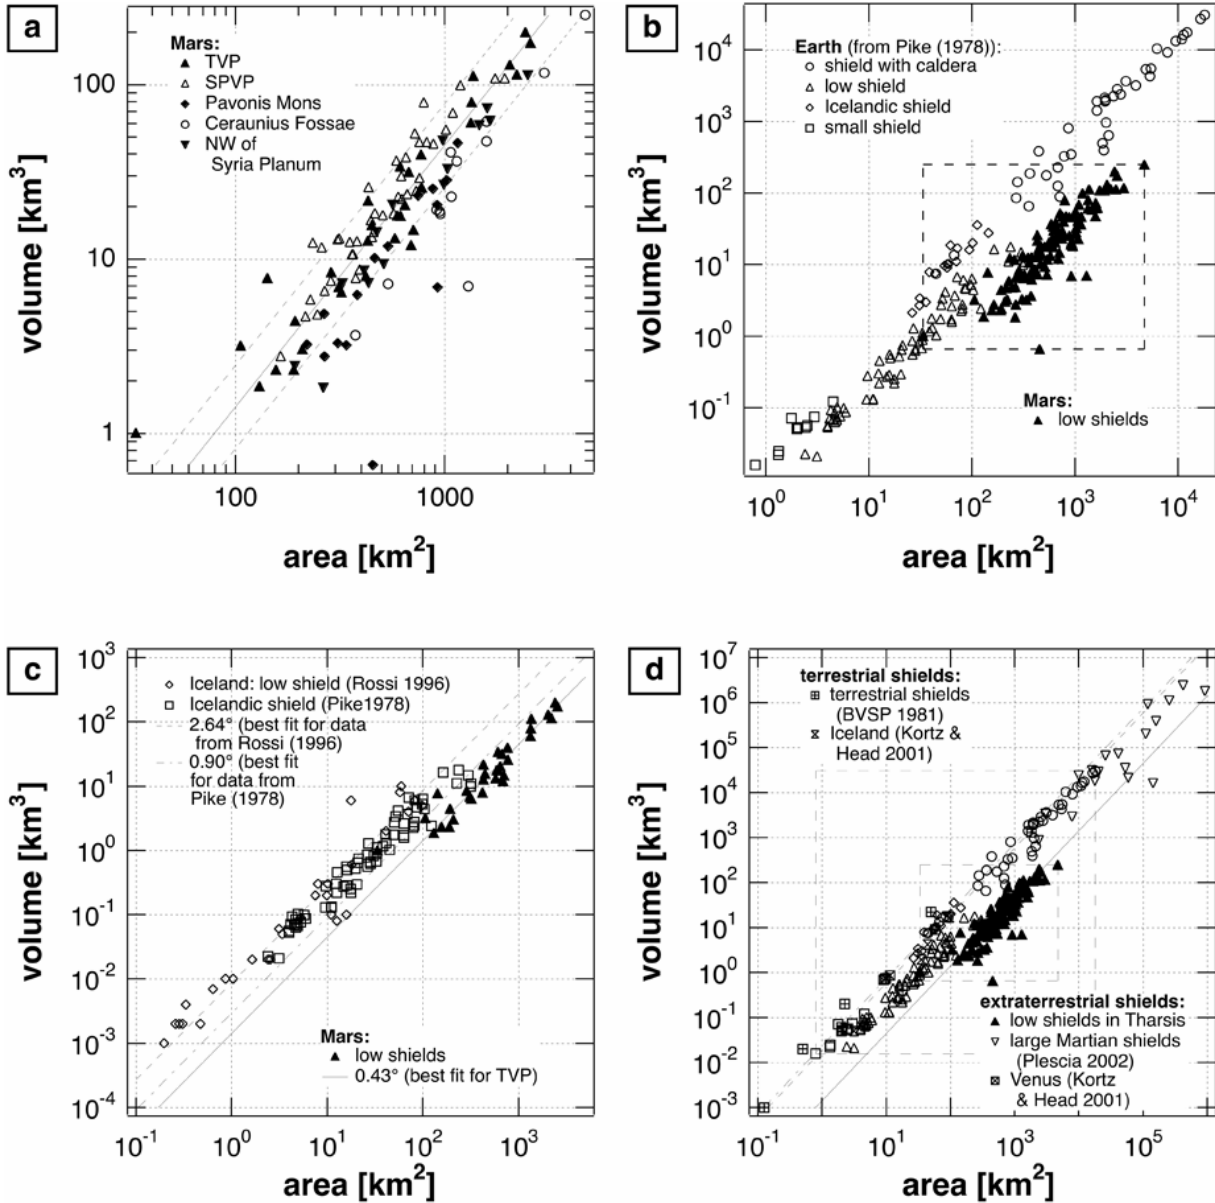 a
Mars:
TVP
SPVP
Pavonis Mons
Ceraunius Fossae
NW of
Syria Planum
100
10
1
volume [km³]
100
1000
area [km²]
b
Earth (from Pike (1978)):
shield with caldera
low shield
Icelandic shield
small shield
10⁴
10³
10²
10¹
10⁰
10⁻¹
volume [km³]
Mars:
low shields
10⁰
10¹
10²
10³
10⁴
area [km²]
c
Iceland: low shield (Rossi 1996)
Icelandic shield (Pike1978)
2.64° (best fit for data
from Rossi (1996)
0.90° (best fit
for data from
Pike (1978)
10³
10²
10¹
10⁰
10⁻¹
10⁻²
10⁻³
10⁻⁴
volume [km³]
Mars:
low shields
0.43° (best fit for TVP)
10⁻¹
10⁰
10¹
10²
10³
area [km²]
d
terrestrial shields:
terrestrial shields
(BVSP 1981)
Iceland (Kortz &
Head 2001)
10⁷
10⁶
10⁵
10⁴
10³
10²
10¹
10⁰
10⁻¹
10⁻²
10⁻³
volume [km³]
extraterrestrial shields:
low shields in Tharsis
large Martian shields
(Plescia 2002)
Venus (Kortz
& Head 2001)
10⁻¹
10¹
10³
10⁵
area [km²]